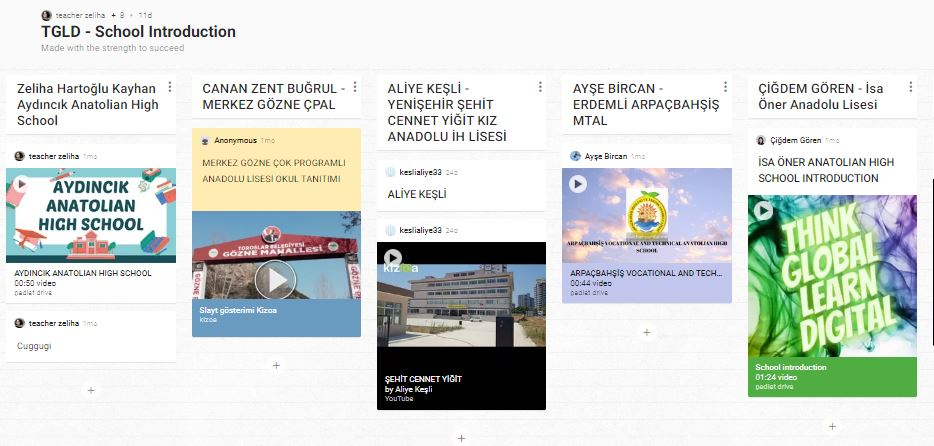 teacher zeliha + 8 • 11d
TGLD - School Introduction
Made with the strength to succeed
Zeliha Hartoğlu Kayhan
Aydıncık Anatolian High
School
teacher zeliha 1mo
AYDINCIK
ANATOLIAN
HIGH SCHOOL
AYDINCIK ANATOLIAN HIGH SCHOOL
00:50 video
padlet drive
teacher zeliha 1mo
Cuggugi
CANAN ZENT BUĞRUL -
MERKEZ GÖZNE ÇPAL
Anonymous 1mo
MERKEZ GÖZNE ÇOK PROGRAMLI
ANADOLU LİSESİ OKUL TANITIMI
TOROSLAR BELEDİYESİ
GÖZNE MAHALLESİ
Slayt gösterimi Kizoa
kizoa
ALİYE KEŞLİ -
YENİŞEHİR ŞEHİT
CENNET YİĞİT KIZ
ANADOLU İH LİSESİ
keslialiye33 24d
ALİYE KEŞLİ
keslialiye33 24d
kizoa
ŞEHİT CENNET YİĞİT
by Aliye Keşli
YouTube
AYŞE BİRCAN -
ERDEMLİ ARPAÇBAHŞİŞ
MTAL
Ayşe Bircan 1mo
ARPAÇBAHŞİŞ VOCATIONAL AND TECHNICAL ANATOLIAN HIGH
SCHOOL
ARPAÇBAHŞİŞ VOCATIONAL AND TECH...
00:44 video
padlet drive
ÇİĞDEM GÖREN - İsa
Öner Anadolu Lisesi
Çiğdem Gören 1mo
İSA ÖNER ANATOLIAN HIGH
SCHOOL INTRODUCTION
THINK
GLOBAL
LEARN
DIGITAL
School introduction
01:24 video
padlet drive